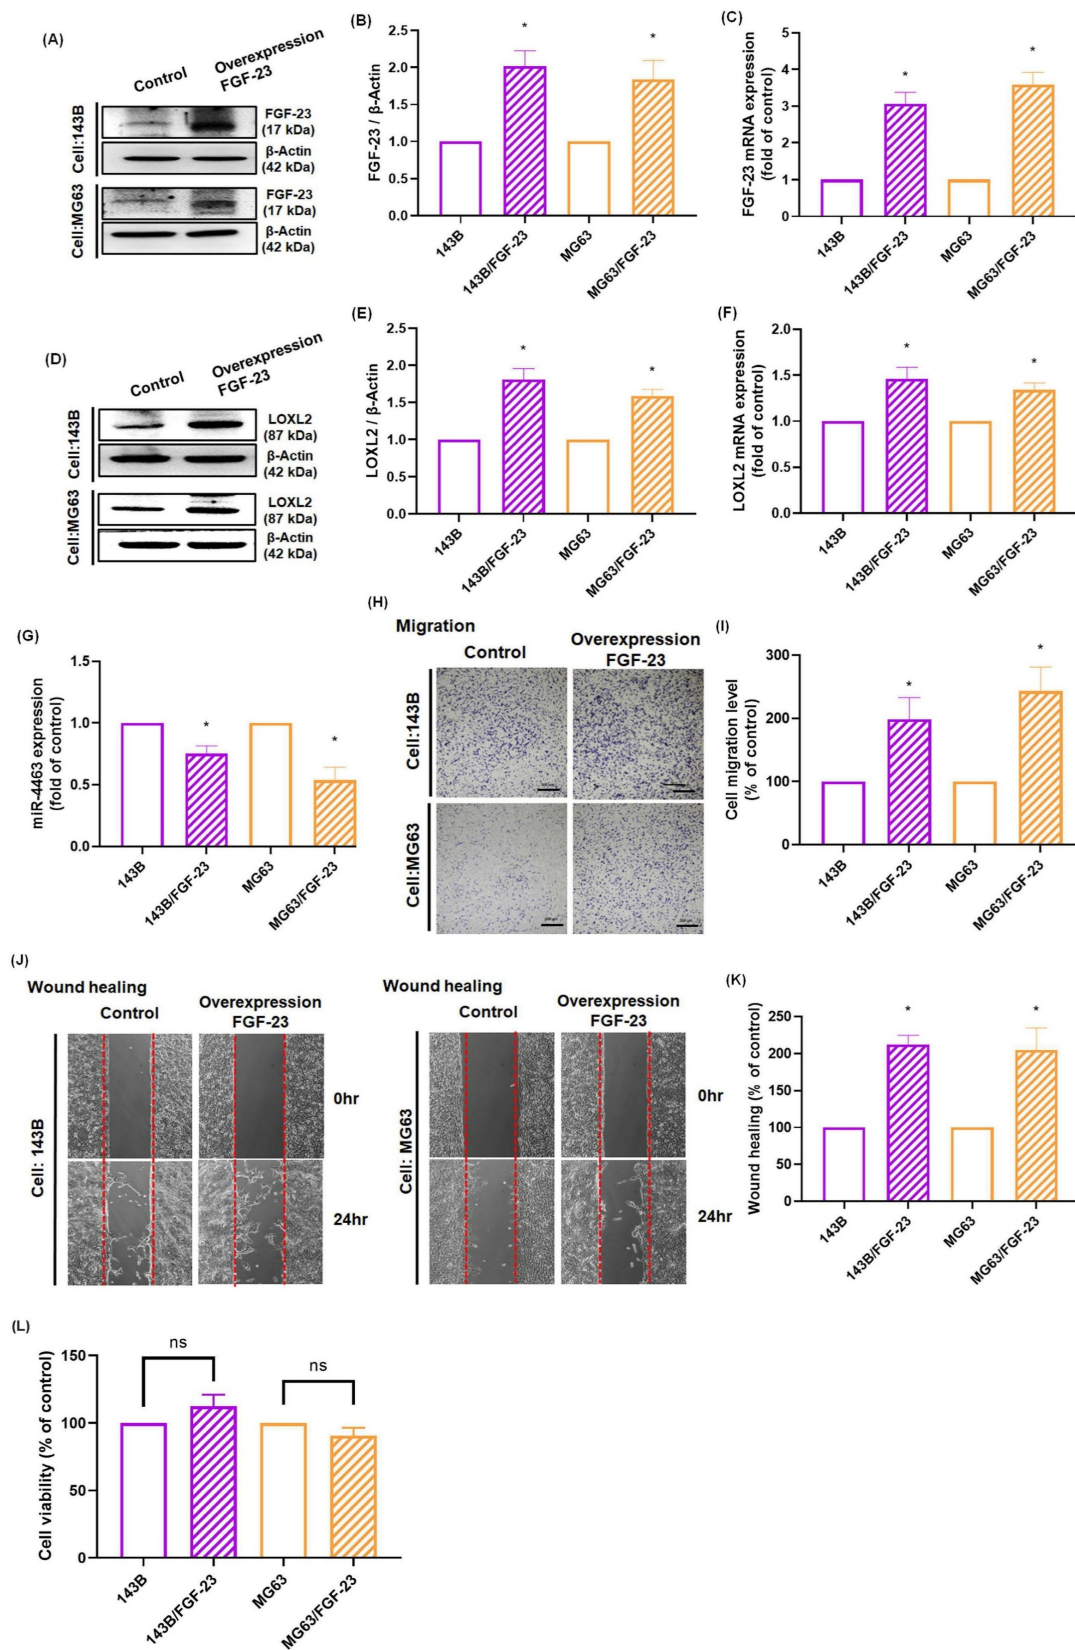 (A)
Control
Overexpression
FGF-23
Cell:143B
FGF-23
(17 kDa)
β-Actin
(42 kDa)
Cell:MG63
FGF-23
(17 kDa)
β-Actin
(42 kDa)
(B)
FGF-23 / β-Actin
2.5
2.0
1.5
1.0
0.5
0.0
*
*
143B
143B/FGF-23
MG63
MG63/FGF-23
(C)
FGF-23 mRNA expression
(fold of control)
5
4
3
2
1
0
*
*
143B
143B/FGF-23
MG63
MG63/FGF-23
(D)
Control
Overexpression
FGF-23
Cell:143B
LOXL2
(87 kDa)
β-Actin
(42 kDa)
Cell:MG63
LOXL2
(87 kDa)
β-Actin
(42 kDa)
(E)
LOXL2 / β-Actin
2.5
2.0
1.5
1.0
0.5
0.0
*
*
143B
143B/FGF-23
MG63
MG63/FGF-23
(F)
LOXL2 mRNA expression
(fold of control)
2.0
1.5
1.0
0.5
0.0
*
*
143B
143B/FGF-23
MG63
MG63/FGF-23
(G)
miR-4463 expression
(fold of control)
1.5
1.0
0.5
0.0
*
*
143B
143B/FGF-23
MG63
MG63/FGF-23
(H)
Migration
Control
Overexpression
FGF-23
Cell:143B
Cell:MG63
(I)
Cell migration level
(% of control)
300
200
100
0
*
*
143B
143B/FGF-23
MG63
MG63/FGF-23
(J)
Wound healing
Control
Overexpression
FGF-23
Cell: 143B
0hr
24hr
Wound healing
Control
Overexpression
FGF-23
Cell: MG63
0hr
24hr
(K)
Wound healing (% of control)
250
200
150
100
50
0
*
*
143B
143B/FGF-23
MG63
MG63/FGF-23
(L)
Cell viability (% of control)
150
100
50
0
ns
ns
143B
143B/FGF-23
MG63
MG63/FGF-23